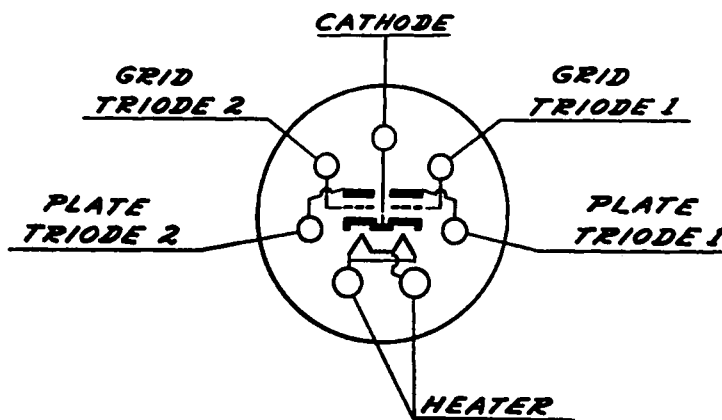 CATHODE
GRID
TRIODE 2
GRID
TRIODE 1
PLATE
TRIODE 2
PLATE
TRIODE 1
HEATER